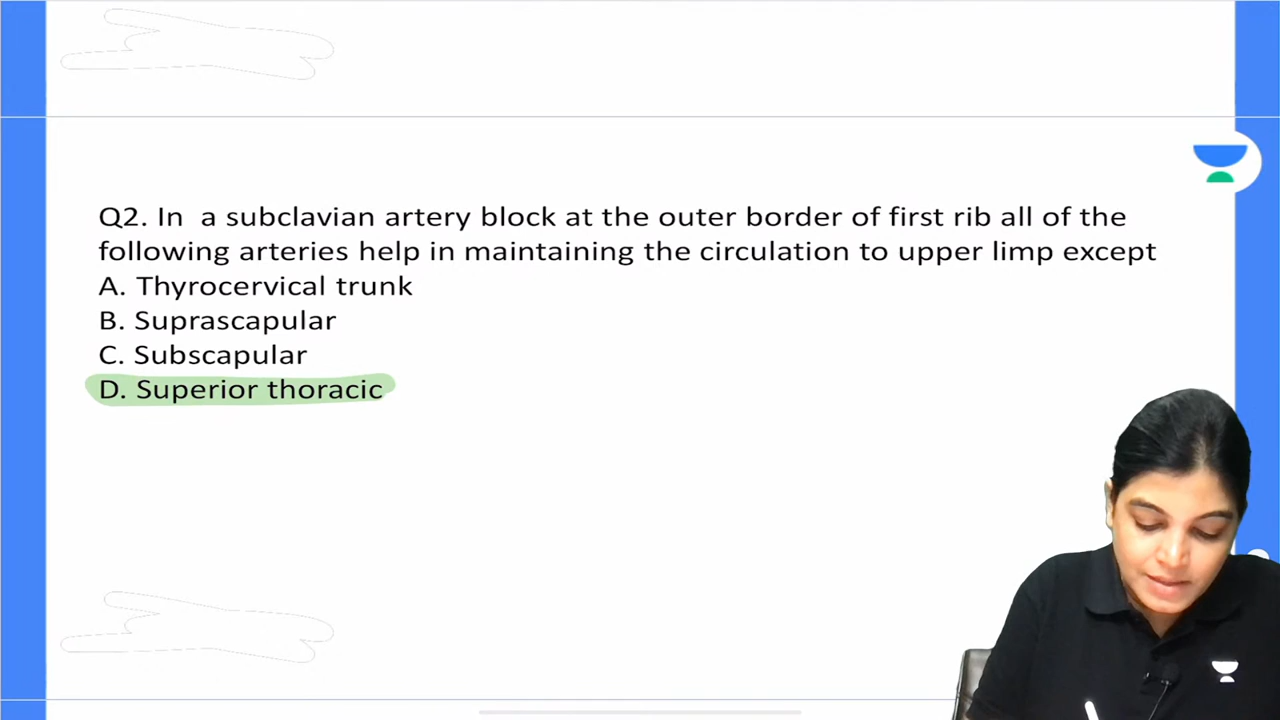 Q2. In  a subclavian artery block at the outer border of first rib all of the
following arteries help in maintaining the circulation to upper limp except
A. Thyrocervical trunk
B. Suprascapular
C. Subscapular
D. Superior thoracic